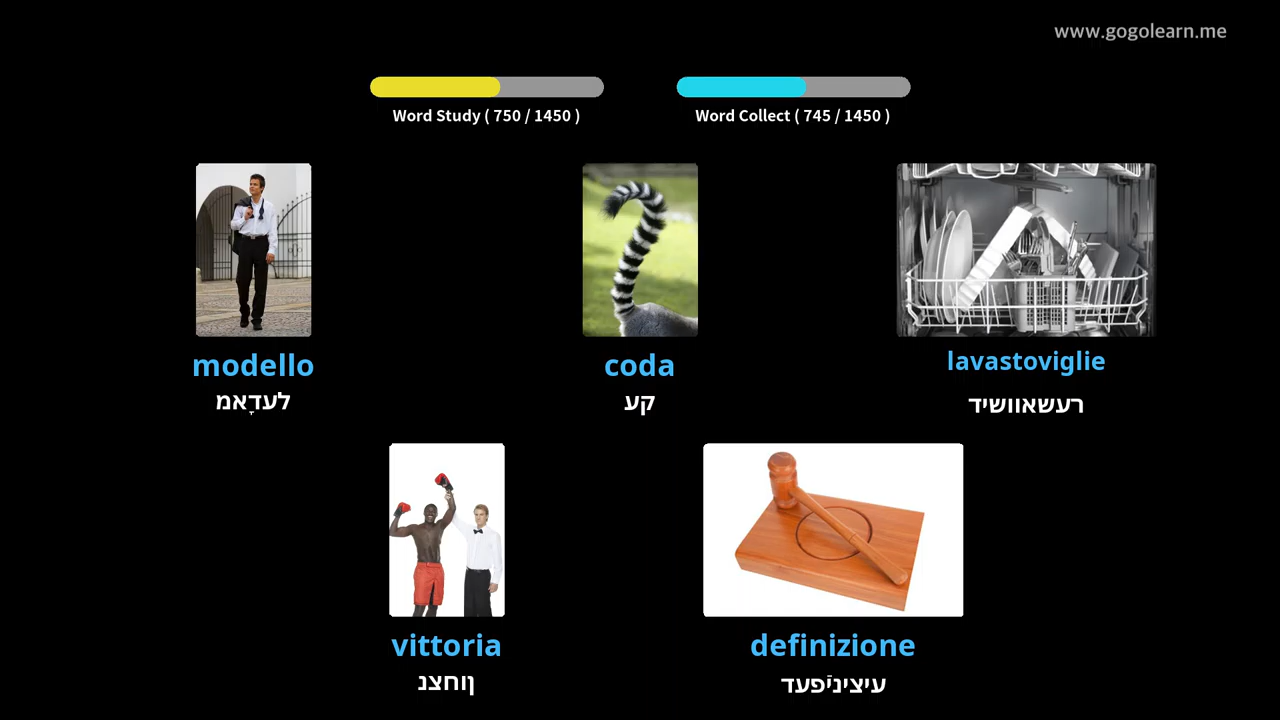 www.gogolearn.me
Word Study ( 750 / 1450 )
Word Collect ( 745 / 1450 )
modello
coda
lavastoviglie
לעדָאמ
קע
רעשאוושיד
vittoria
definizione
ןוחצנ
עיציניֿפעד